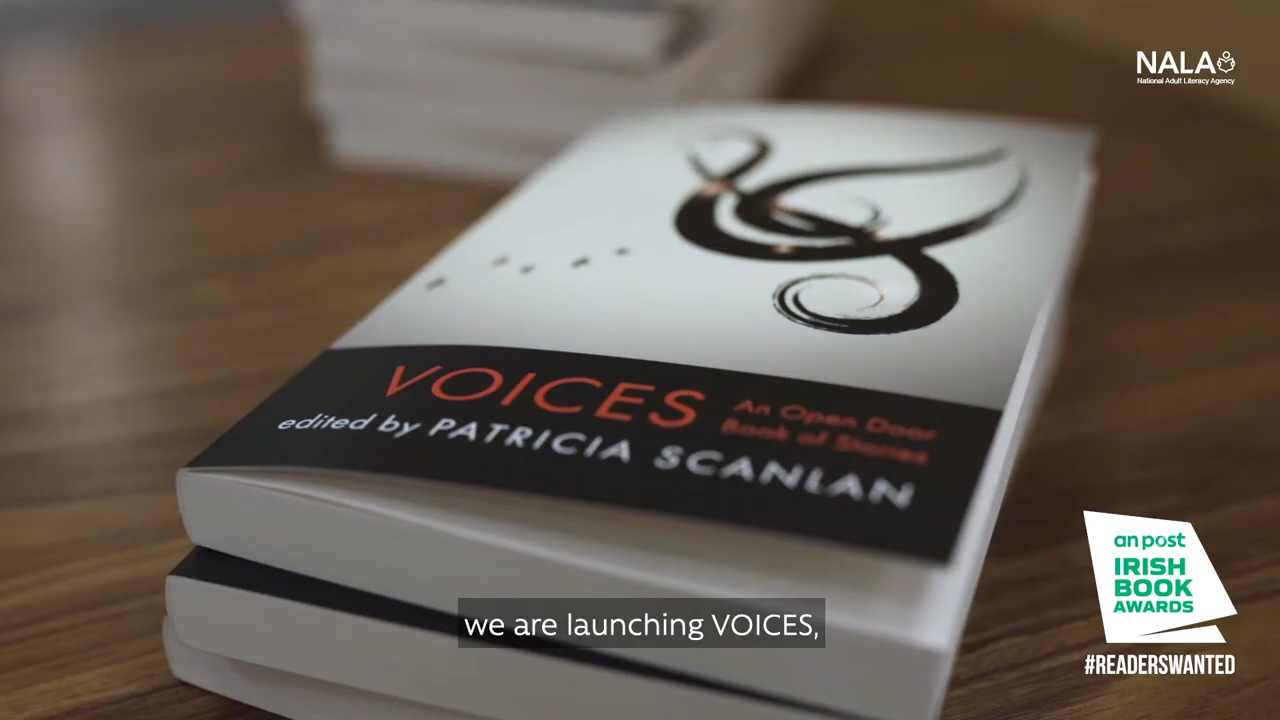 NALA
National Adult Literacy Agency
VOICES
An Open Door
Book of Stories
edited by PATRICIA SCANLAN
an post
IRISH
BOOK
AWARDS
we are launching VOICES,
#READERSWANTED